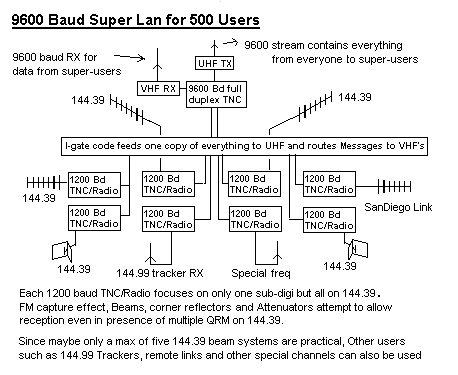 9600 Baud Super Lan for 500 Users
9600 baud RX for
data from super-users
9600 stream contains everything
from everyone to super-users
UHF TX
VHF RX
9600 Bd full
duplex TNC
144.39
144.39
I-gate code feeds one copy of everything to UHF and routes Messages to VHF's
1200 Bd
TNC/Radio
1200 Bd
TNC/Radio
1200 Bd
TNC/Radio
1200 Bd
TNC/Radio
144.39
SanDiego Link
1200 Bd
TNC/Radio
1200 Bd
TNC/Radio
1200 Bd
TNC/Radio
1200 Bd
TNC/Radio
144.39
144.99 tracker RX
Special freq
144.39
Each 1200 baud TNC/Radio focuses on only one sub-digi but all on 144.39.
FM capture effect, Beams, corner reflectors and Attenuators attempt to allow
reception even in presence of multiple QRM on 144.39.
Since maybe only a max of five 144.39 beam systems are practical, Other users
such as 144.99 Trackers, remote links and other special channels can also be used